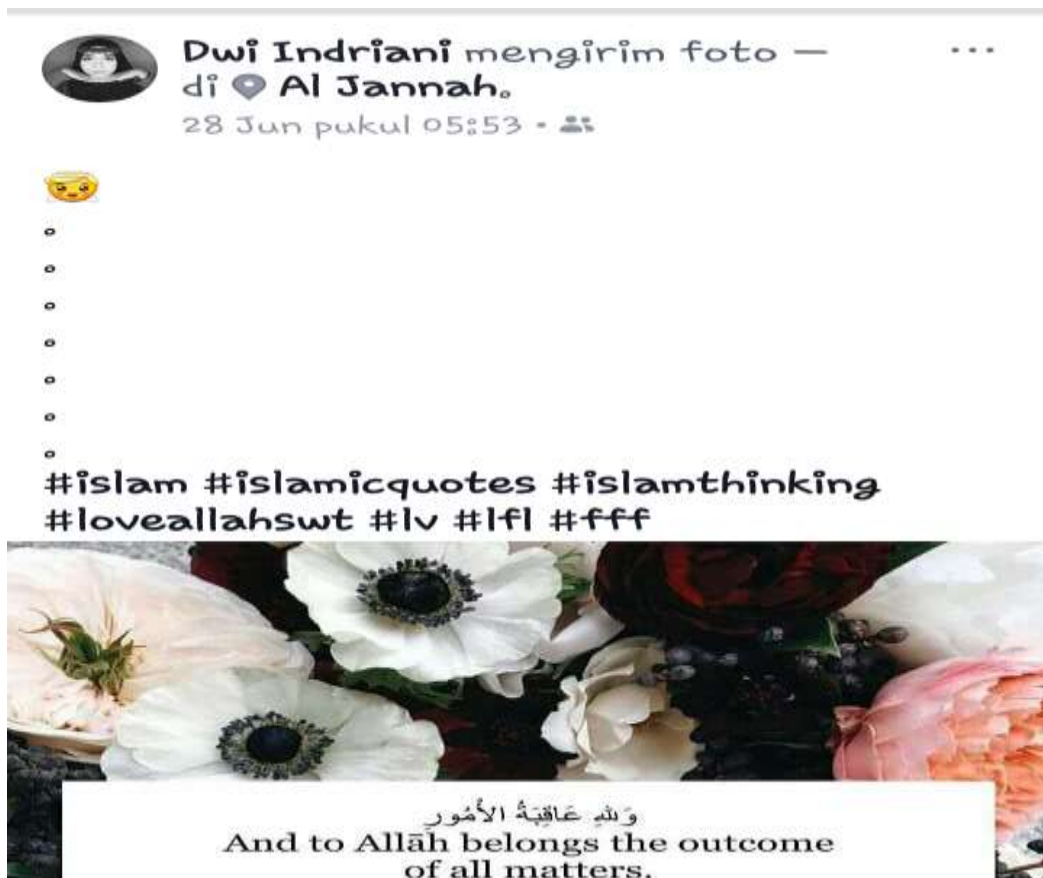 Dwi Indriani mengirim foto —
di Al Jannah.
28 Jun pukul 05:53 ·
.
.
.
.
.
.
.
#islam #islamicquotes #islamthinking
#loveallahswt #lv #lfl #fff
وَلِلَّهِ عَاقِبَةُ الأُمُورِ
And to Allāh belongs the outcome
of all matters.